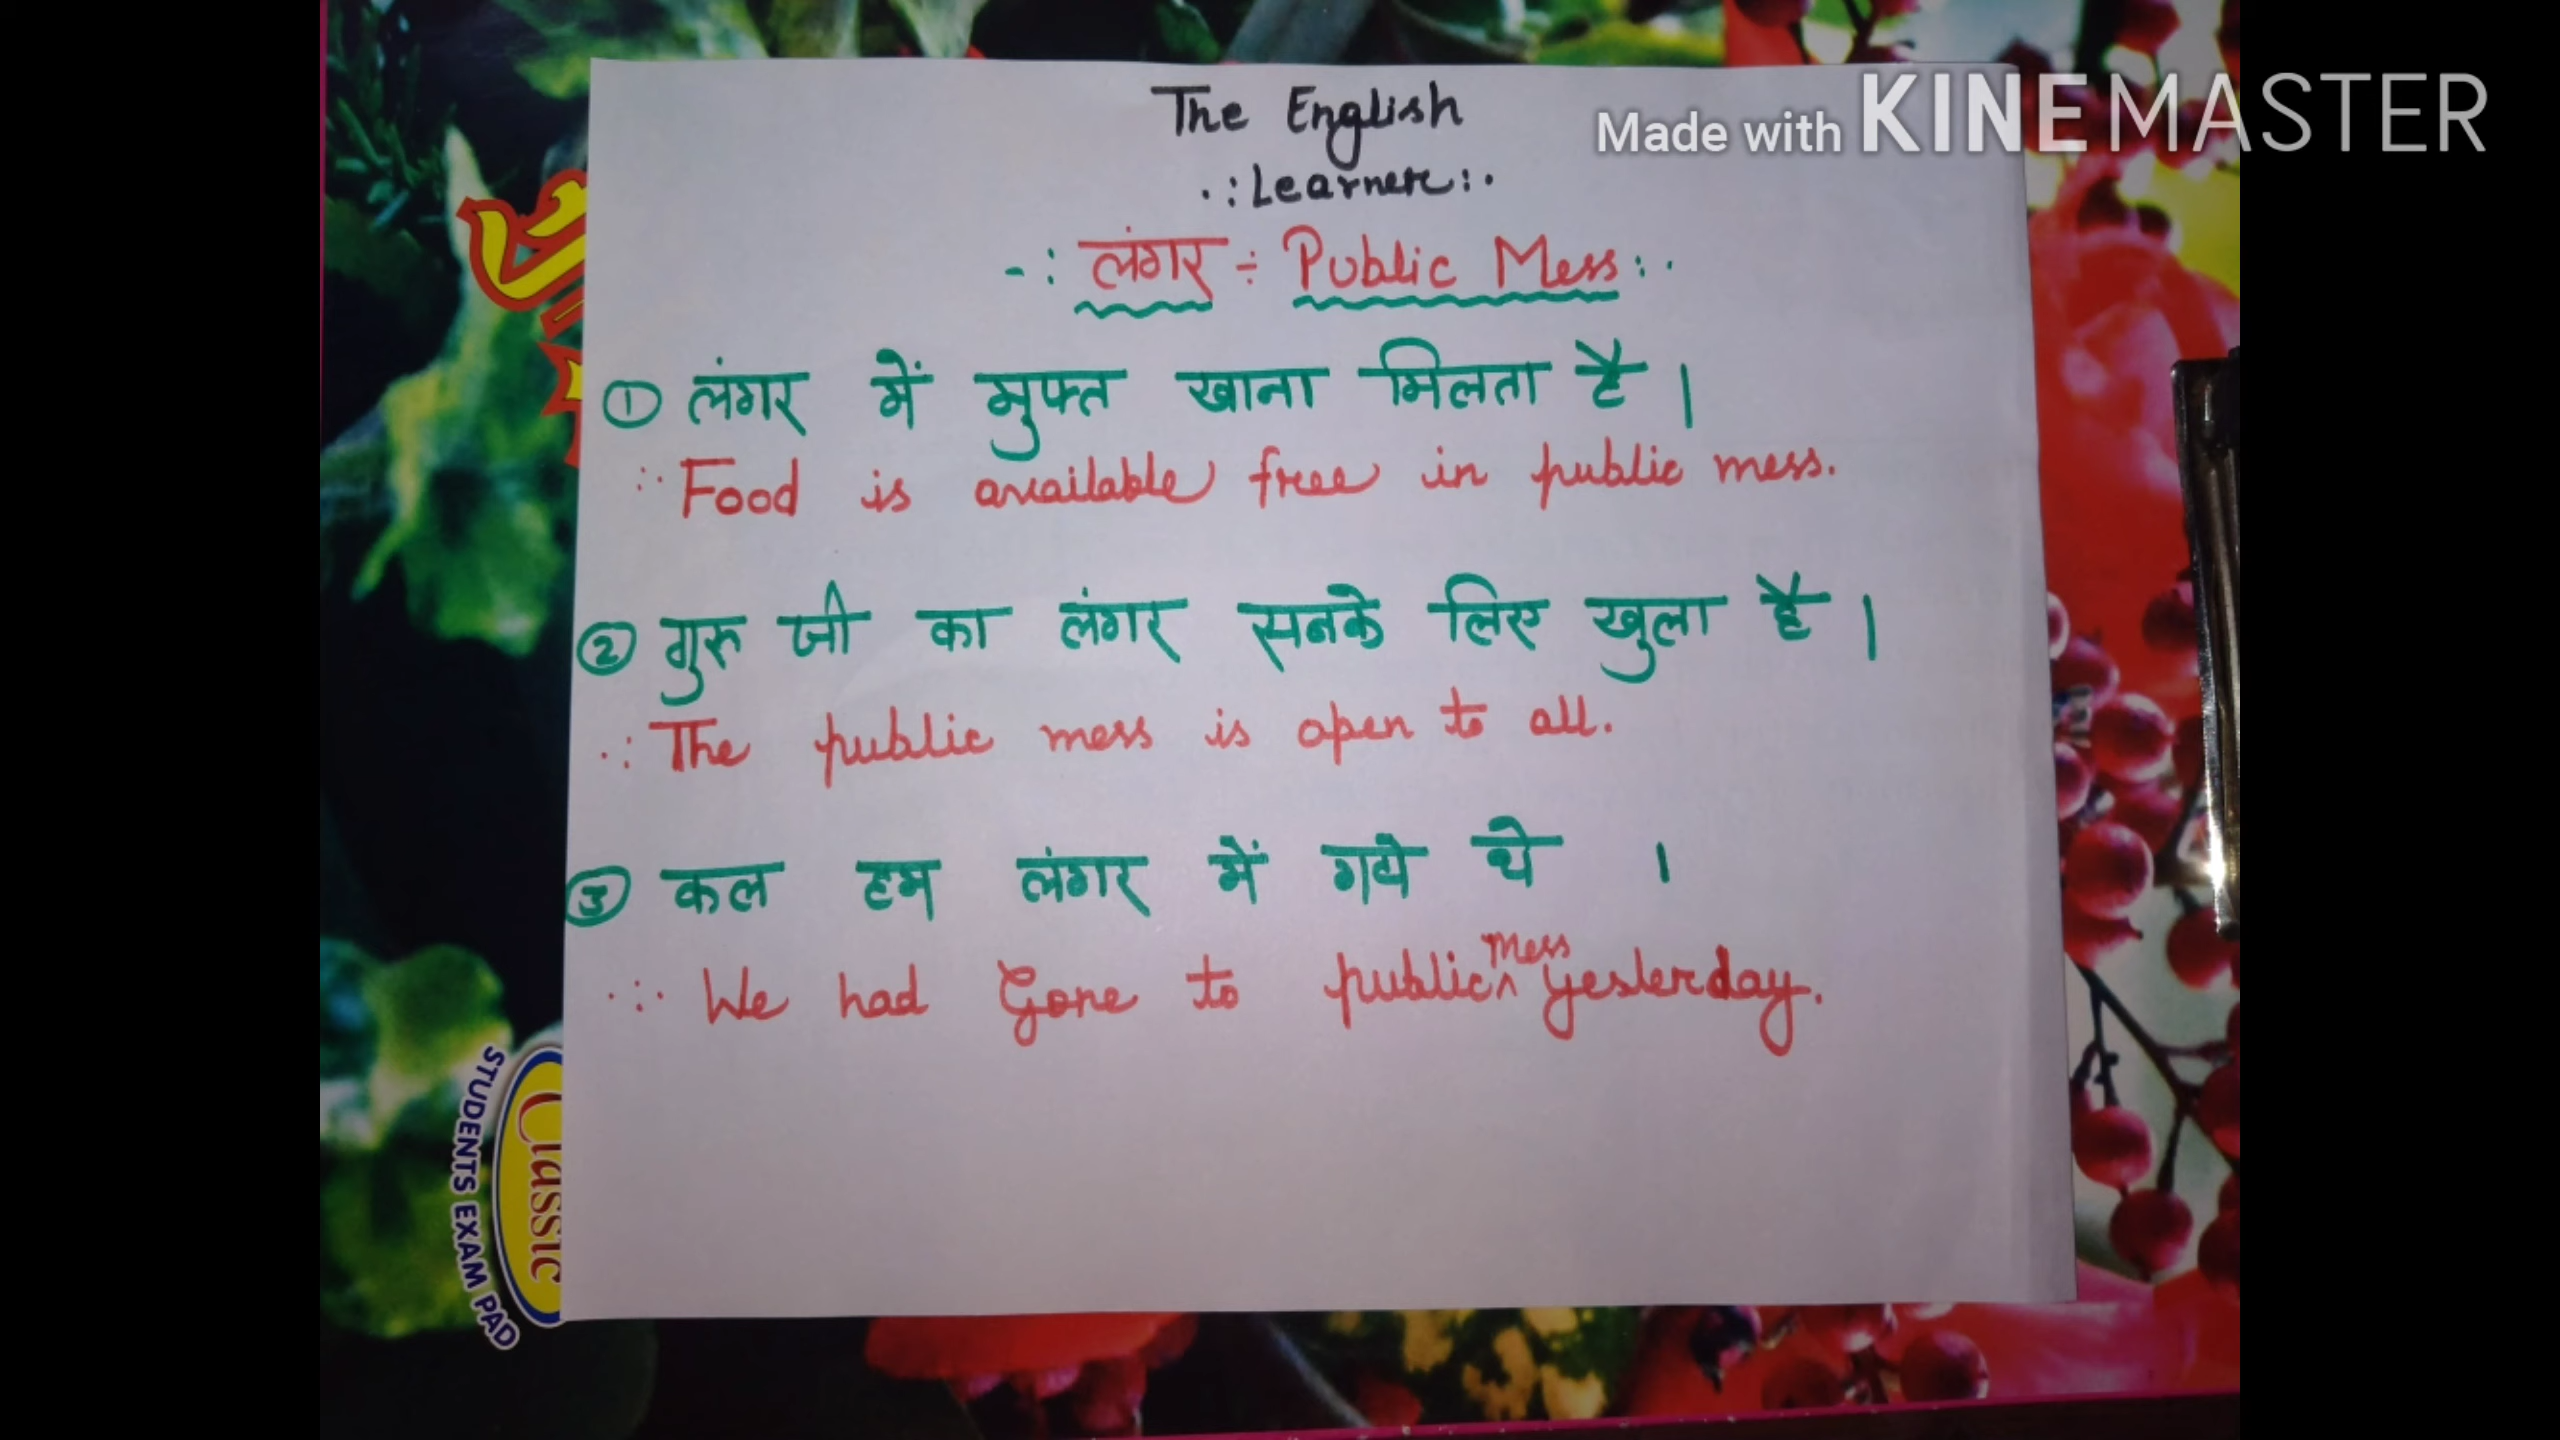 The English
Made with KINEMASTER
.:Learner:.
-: लंगर ÷ Public Mess:.
① लंगर में मुफ्त खाना मिलता है।
Food is available free in public mess.
② गुरु जी का लंगर सबके लिए खुला है।
.: The public mess is open to all.
③ कल हम लंगर में गये थे ।
We had Gone to public mess yesterday.
Classic
STUDENTS EXAM PAD